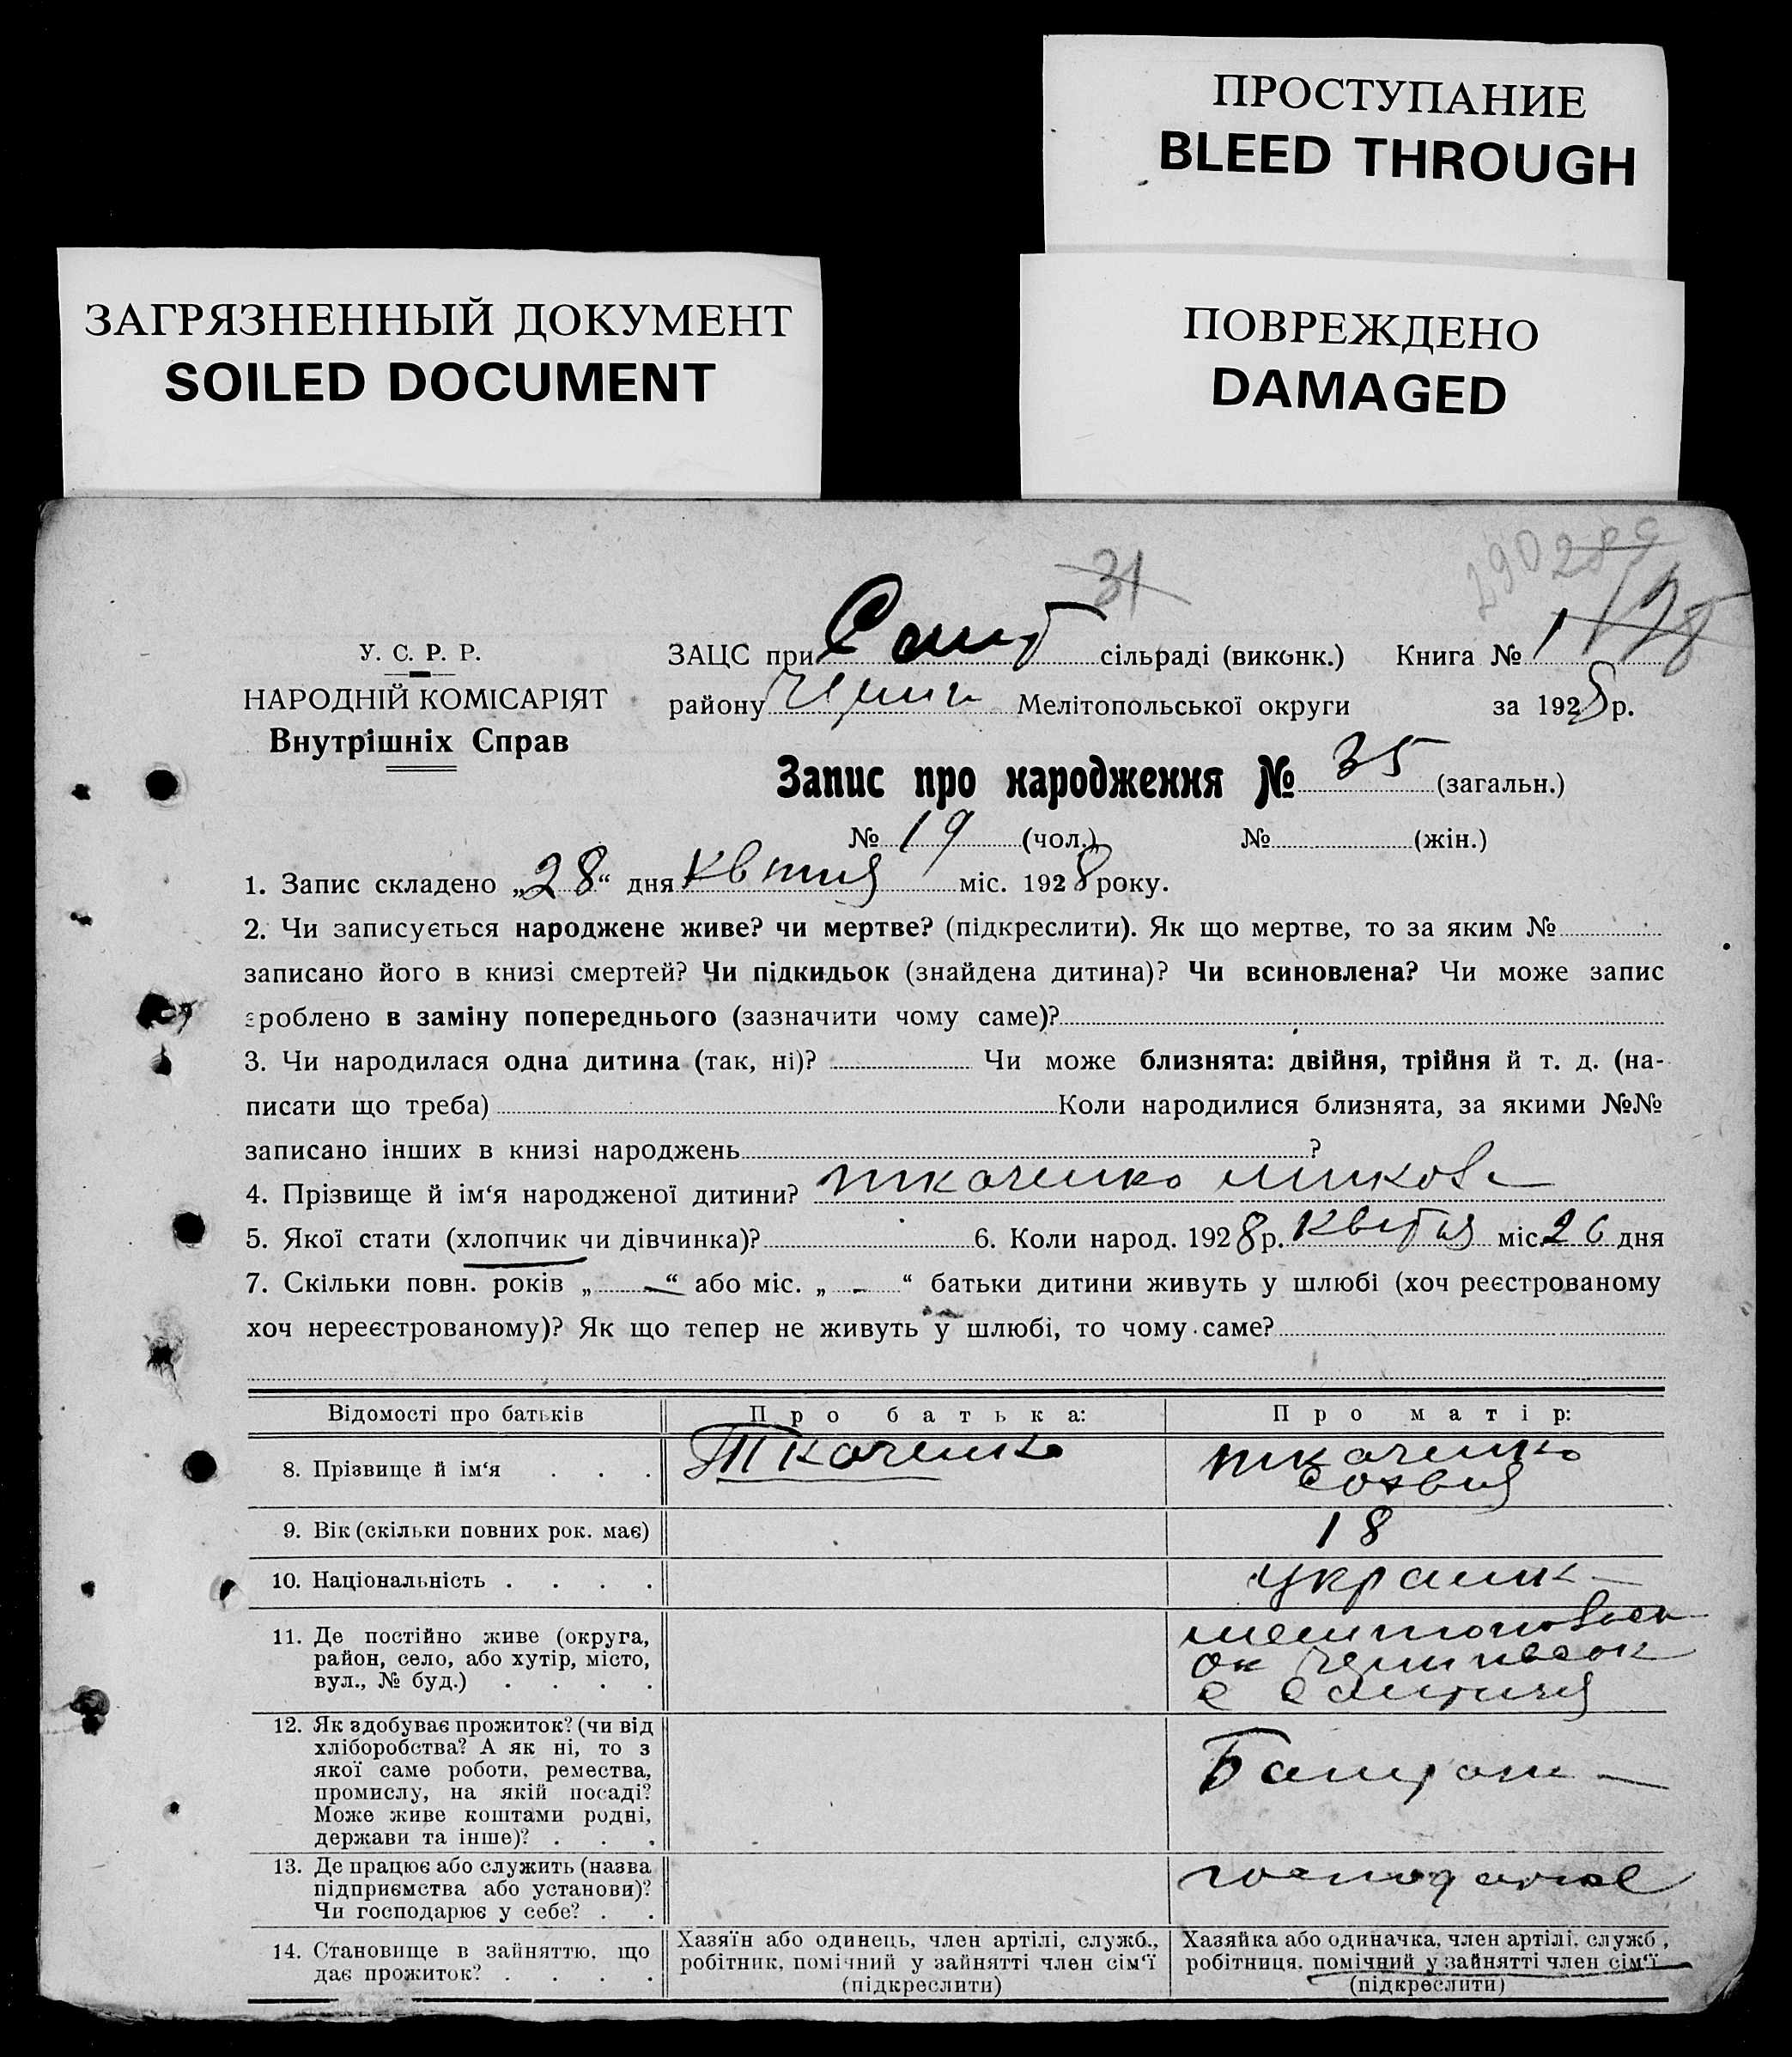 ПРОСТУПАНИЕ
BLEED THROUGH
ЗАГРЯЗНЕННЫЙ ДОКУМЕНТ
SOILED DOCUMENT
ПОВРЕЖДЕНО
DAMAGED
31
290 289
У. С. Р. Р.
НАРОДНІЙ КОМІСАРІЯТ
Внутрішніх Справ
ЗАЦС при сільраді (виконк.) Книга № 1
району Мелітопольської округи за 1928 р.
Запис про народження № 35 (загальн.)
№ 19 (чол.) № (жін.)
1. Запис складено „28“ дня міс. 1928 року.
2. Чи записується народжене живе? чи мертве? (підкреслити). Як що мертве, то за яким №
записано його в книзі смертей? Чи підкидьок (знайдена дитина)? Чи всиновлена? Чи може запис
зроблено в заміну попереднього (зазначити чому саме)?
3. Чи народилася одна дитина (так, ні)? Чи може близнята: двійня, трійня й т. д. (на-
писати що треба) Коли народилися близнята, за якими №№
записано інших в книзі народжень ?
4. Прізвище й ім‘я народженої дитини? Ткаченко
5. Якої стати (хлопчик чи дівчинка)? 6. Коли народ. 1928 р. міс. 26 дня
7. Скільки повн. років „ — “ або міс. „ - “ батьки дитини живуть у шлюбі (хоч реєстрованому
хоч нереєстрованому)? Як що тепер не живуть у шлюбі, то чому саме?
Відомості про батьків Про батька: Про матір:
8. Прізвище й ім‘я . . . Ткаченко Ткаченко
9. Вік (скільки повних рок. має) 18
10. Національність . . . . Украинк
11. Де постійно живе (округа,
район, село, або хутір, місто,
вул., № буд.) . . . .
12. Як здобуває прожиток? (чи від
хліборобства? А як ні, то з
якої саме роботи, ремества,
промислу, на якій посаді?
Може живе коштами родні,
держави та інше)? . . .
13. Де працює або служить (назва
підприємства або установи)?
Чи господарює у себе? . .
14. Становище в зайняттю, що
дає прожиток? . . . .
Хазяїн або одинець, член артілі, служб.,
робітник, помічний у зайнятті член сім‘ї
(підкреслити)
Хазяйка або одиначка, член артілі, служб,
робітниця, помічний у зайнятті член сім‘ї
(підкреслити)